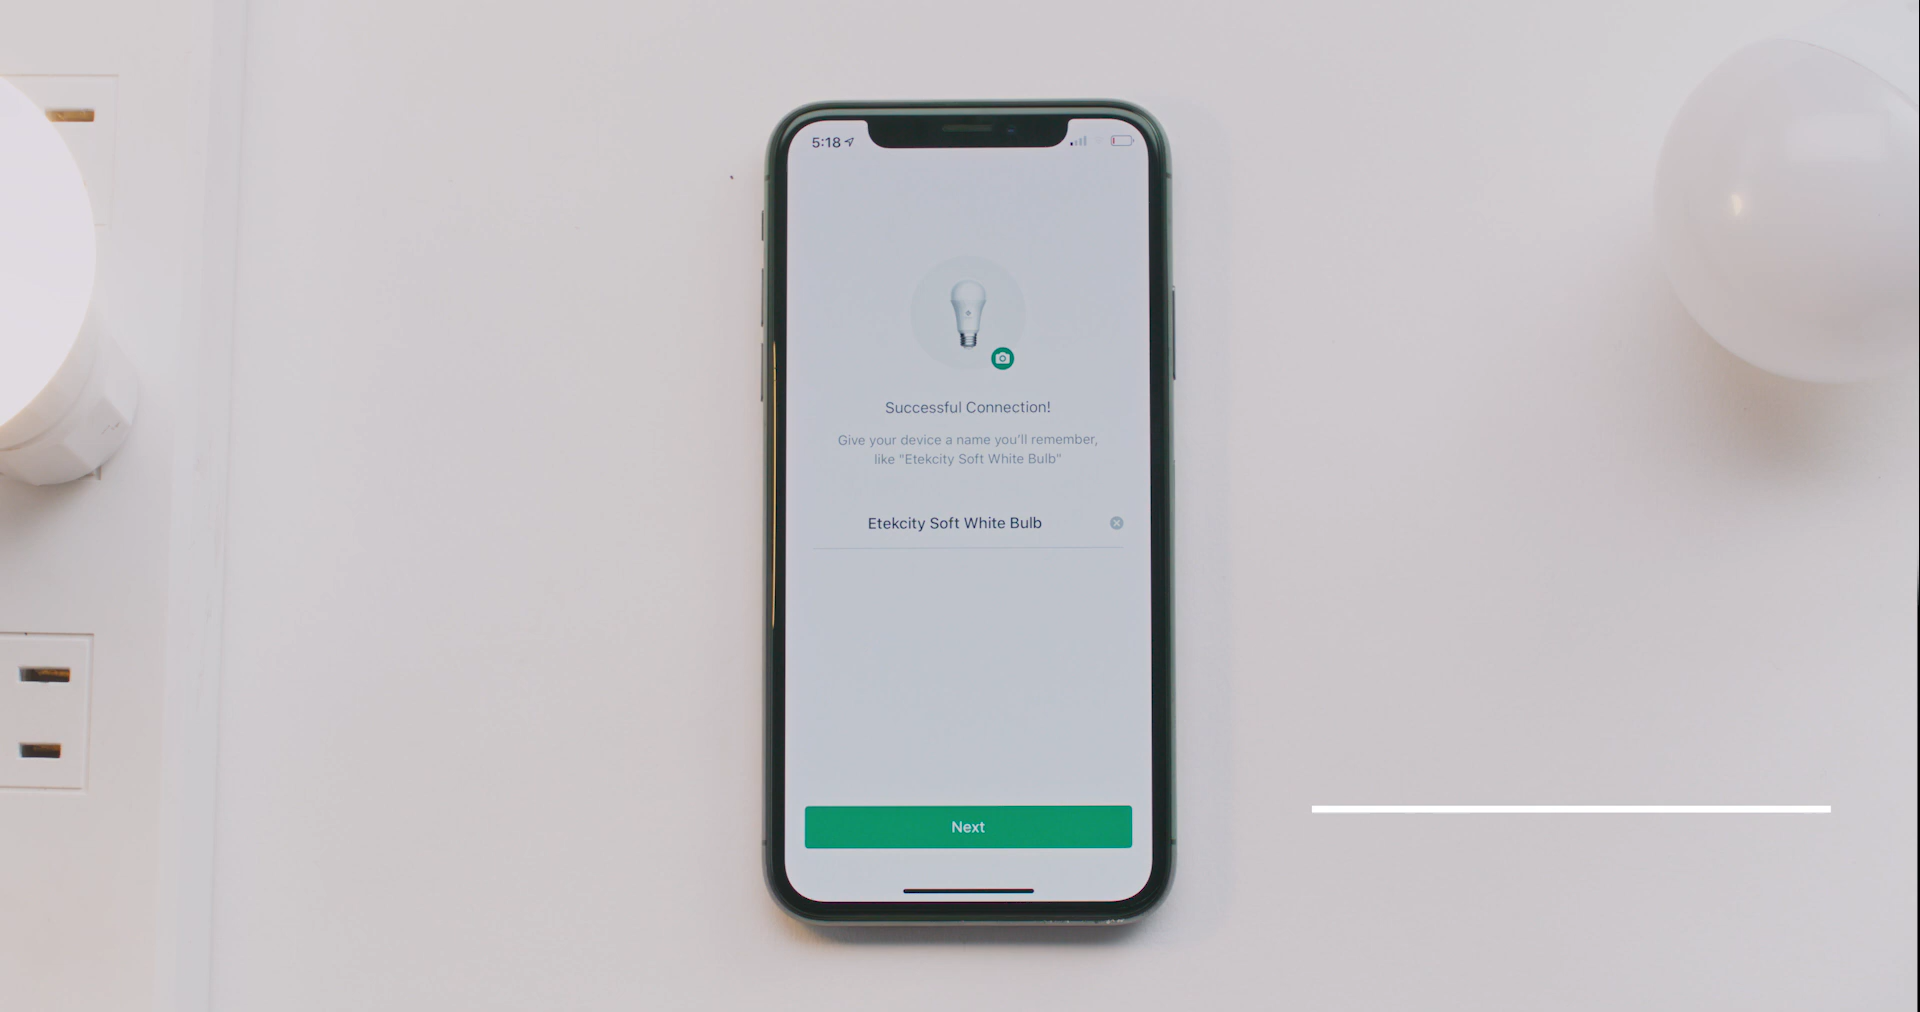 5:18
Successful Connection!
Give your device a name you'll remember,
like "Etekcity Soft White Bulb"
Etekcity Soft White Bulb
Next